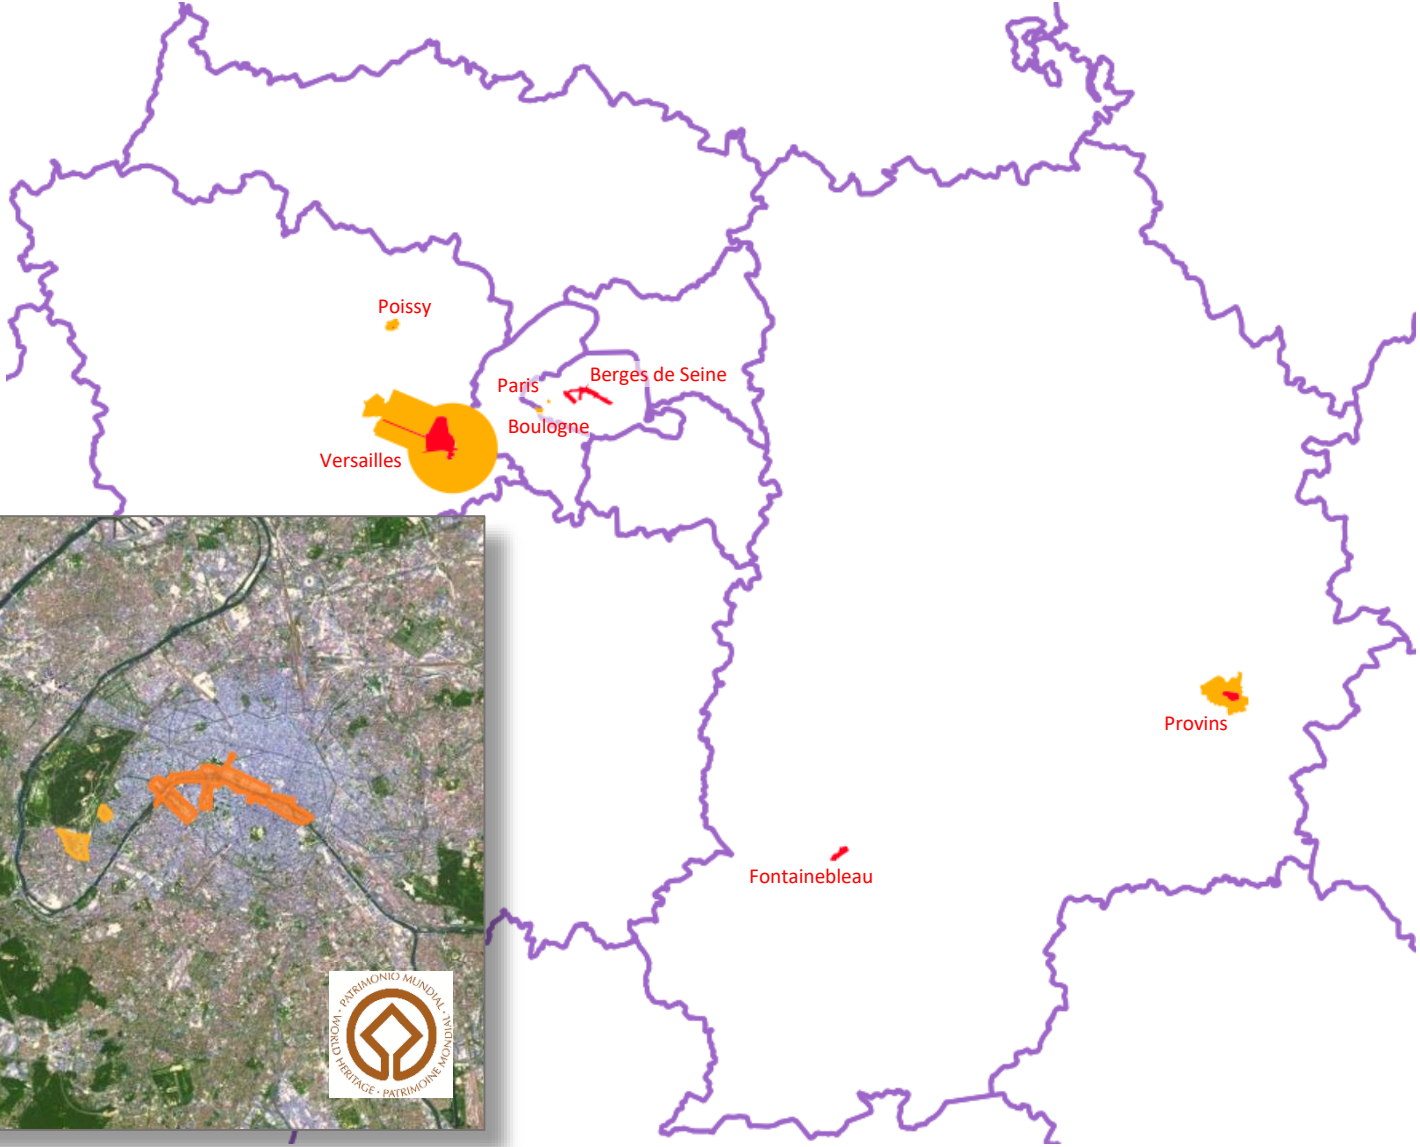 Poissy
Paris
Berges de Seine
Boulogne
Versailles
Provins
Fontainebleau
· PATRIMONIO MUNDIAL · WORLD HERITAGE · PATRIMOINE MONDIAL